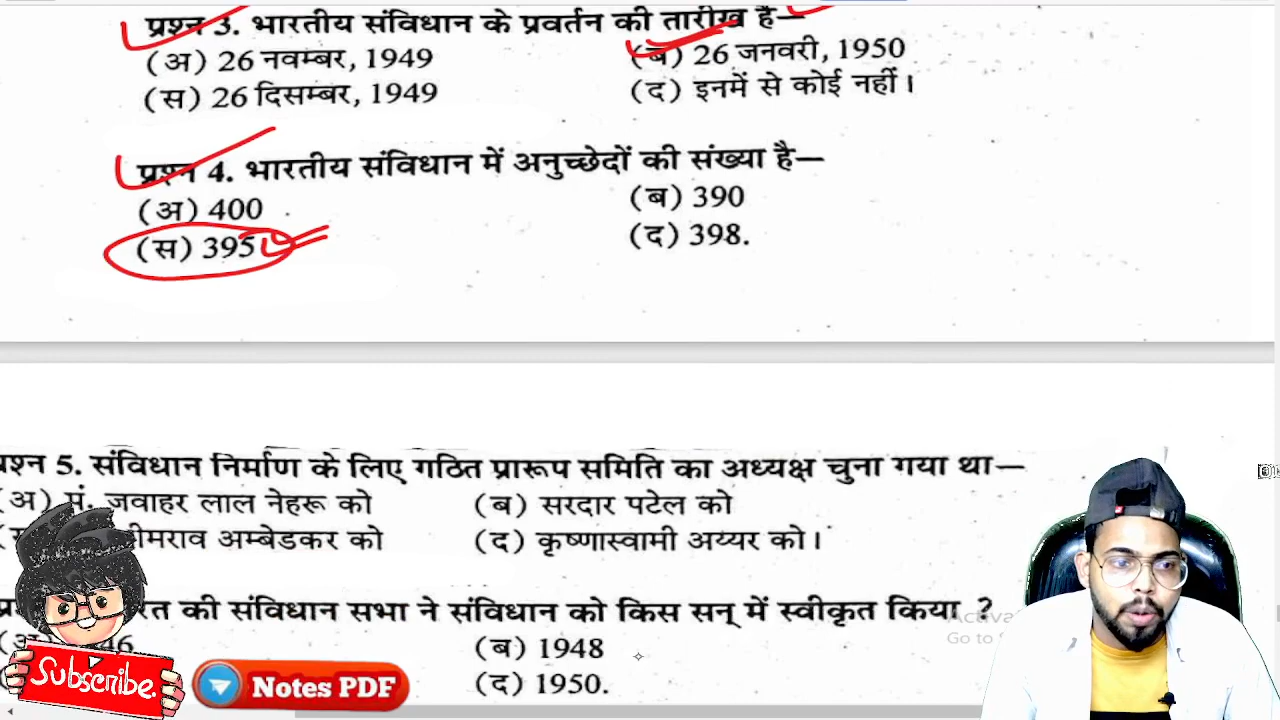 प्रश्न 3. भारतीय संविधान के प्रवर्तन की तारीख है—
(अ) 26 नवम्बर, 1949 (ब) 26 जनवरी, 1950
(स) 26 दिसम्बर, 1949 (द) इनमें से कोई नहीं।
प्रश्न 4. भारतीय संविधान में अनुच्छेदों की संख्या है—
(अ) 400 (ब) 390
(स) 395 (द) 398.
प्रश्न 5. संविधान निर्माण के लिए गठित प्रारूप समिति का अध्यक्ष चुना गया था—
(अ) पं. जवाहर लाल नेहरू को (ब) सरदार पटेल को
अम्बेडकर को (द) कृष्णास्वामी अय्यर को।
की संविधान सभा ने संविधान को किस सन् में स्वीकृत किया ?
(ब) 1948
(द) 1950.
Go to
Subscribe.
Notes PDF